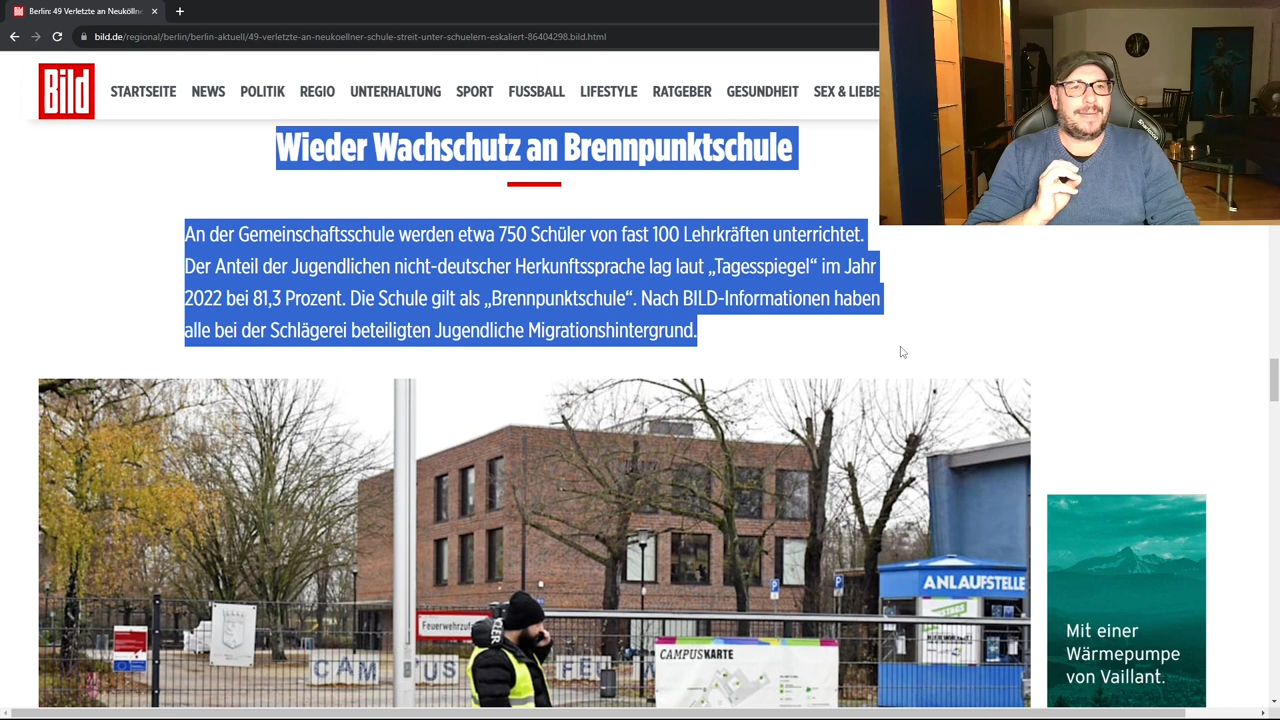 Berlin: 49 Verletzte an Neuköllne
bild.de/regional/berlin/berlin-aktuell/49-verletzte-an-neukoellner-schule-streit-unter-schuelern-eskaliert-86404298.bild.html
Bild
STARTSEITE NEWS POLITIK REGIO UNTERHALTUNG SPORT FUSSBALL LIFESTYLE RATGEBER GESUNDHEIT SEX & LIEBE
Wieder Wachschutz an Brennpunktschule
An der Gemeinschaftsschule werden etwa 750 Schüler von fast 100 Lehrkräften unterrichtet.
Der Anteil der Jugendlichen nicht-deutscher Herkunftssprache lag laut „Tagesspiegel“ im Jahr
2022 bei 81,3 Prozent. Die Schule gilt als „Brennpunktschule“. Nach BILD-Informationen haben
alle bei der Schlägerei beteiligten Jugendliche Migrationshintergrund.
ANLAUFSTELLE
Feuerwehrzuf
CAMPUS
CAMPUSKARTE
Mit einer
Wärmepumpe
von Vaillant.